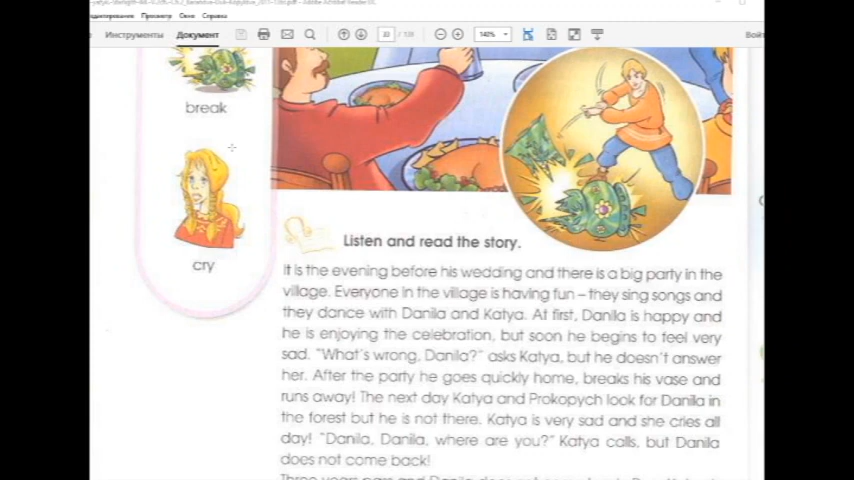 Инструменты Документ 33 / 159 140% Войт
break
cry
Listen and read the story.
It is the evening before his wedding and there is a big party in the
village. Everyone in the village is having fun – they sing songs and
they dance with Danila and Katya. At first, Danila is happy and
he is enjoying the celebration, but soon he begins to feel very
sad. "What's wrong, Danila?" asks Katya, but he doesn't answer
her. After the party he goes quickly home, breaks his vase and
runs away! The next day Katya and Prokopych look for Danila in
the forest but he is not there. Katya is very sad and she cries all
day! "Danila, Danila, where are you?" Katya calls, but Danila
does not come back!